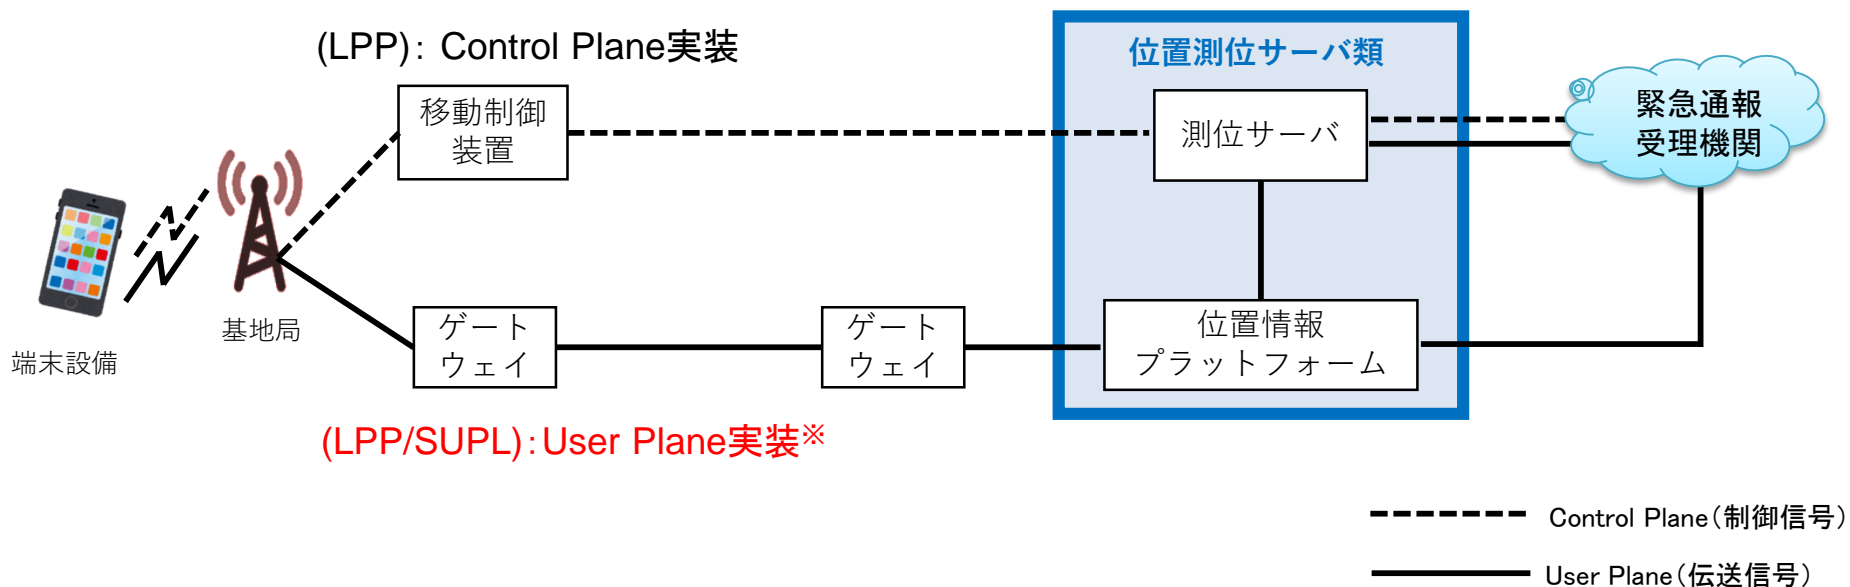 (LPP)：Control Plane実装
位置測位サーバ類
移動制御
装置
測位サーバ
緊急通報
受理機関
基地局
端末設備
ゲート
ウェイ
ゲート
ウェイ
位置情報
プラットフォーム
(LPP/SUPL)：User Plane実装※
Control Plane（制御信号）
User Plane（伝送信号）